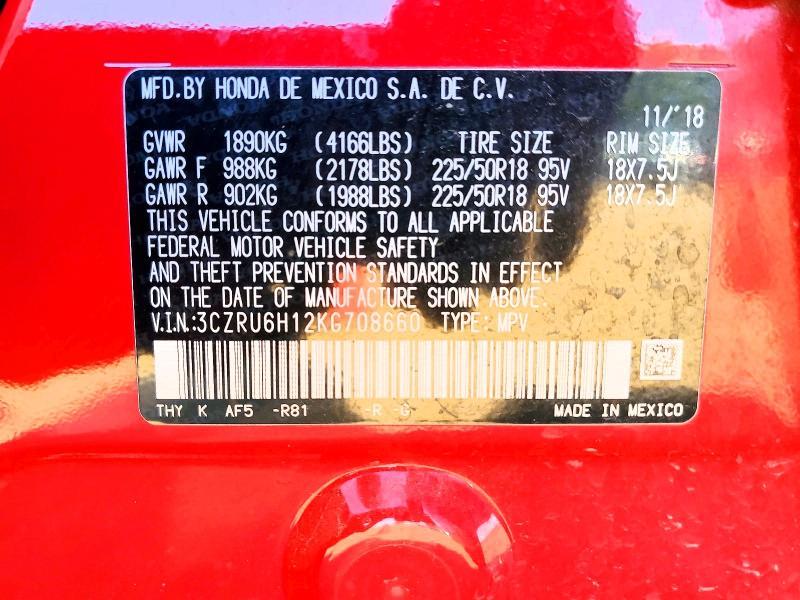 MFD.BY HONDA DE MEXICO S.A. DE C.V.
11/'18
GVWR 1890KG (4166LBS) TIRE SIZE RIM SIZE
GAWR F 988KG (2178LBS) 225/50R18 95V 18X7.5J
GAWR R 902KG (1988LBS) 225/50R18 95V 18X7.5J
THIS VEHICLE CONFORMS TO ALL APPLICABLE
FEDERAL MOTOR VEHICLE SAFETY
AND THEFT PREVENTION STANDARDS IN EFFECT
ON THE DATE OF MANUFACTURE SHOWN ABOVE.
V.I.N.:3CZRU6H12KG708660 TYPE: MPV
THY K AF5 -R81 -R G MADE IN MEXICO